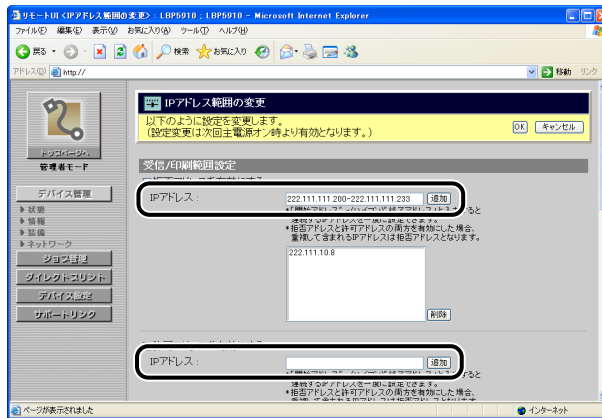 リモートUI <IPアドレス範囲の変更> : LBP5910 ; LBP5910 - Microsoft Internet Explorer
ファイル(F) 編集(E) 表示(V) お気に入り(A) ツール(T) ヘルプ(H)
戻る 検索 お気に入り
アドレス(D) http:// 移動 リンク
IPアドレス範囲の変更
以下のように設定を変更します。
(設定変更は次回主電源オン時より有効となります。)
OK キャンセル
トップページへ
管理者モード
デバイス管理
状態
情報
装備
ネットワーク
ジョブ管理
ダイレクトプリント
デバイス設定
サポートリンク
受信/印刷範囲設定
IPアドレス : 222.111.111.200-222.111.111.233 追加
連続するIPアドレスを一度に設定できます。
*拒否アドレスと許可アドレスの両方を有効にした場合、
重複して含まれるIPアドレスは拒否アドレスとなります。
222.111.10.8
削除
IPアドレス : 追加
連続するIPアドレスを一度に設定できます。
*拒否アドレスと許可アドレスの両方を有効にした場合、
ページが表示されました インターネット